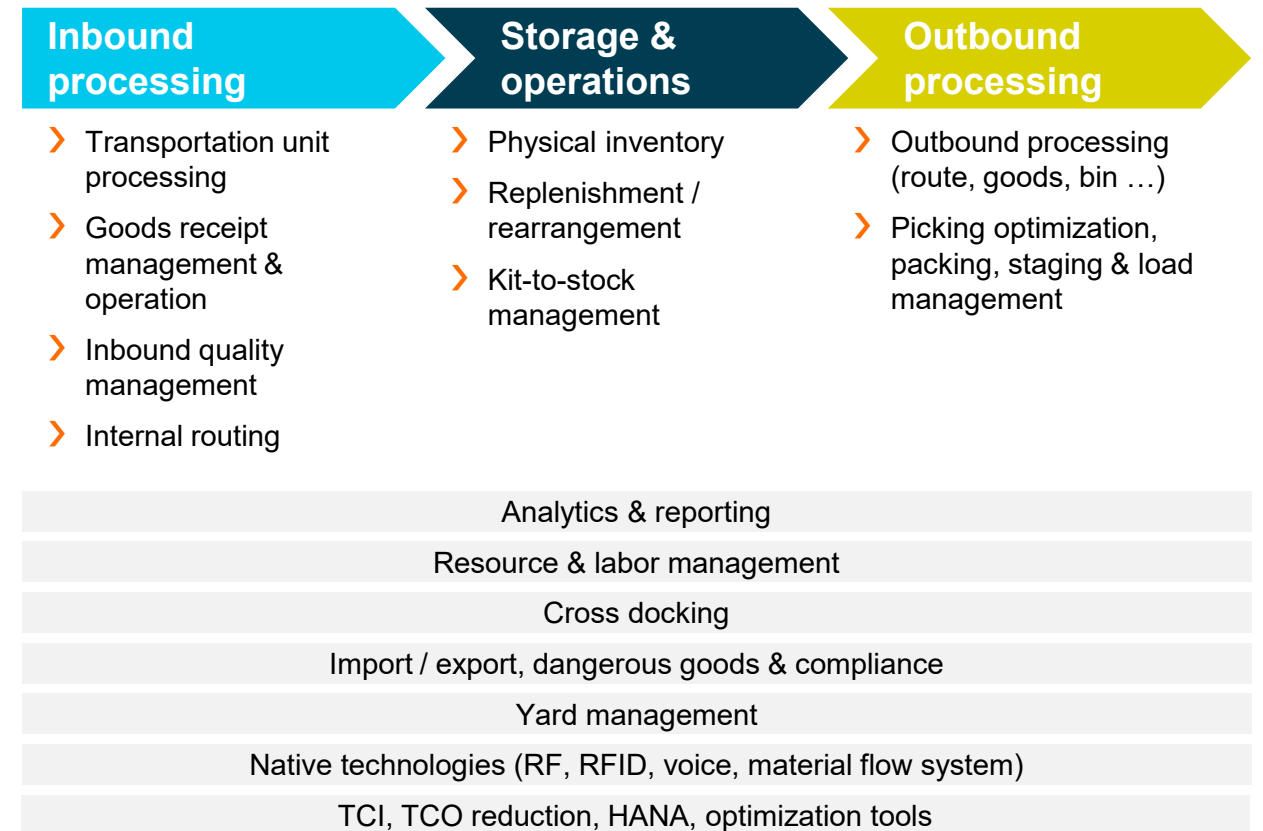 Inbound
processing
Storage &
operations
Outbound
processing
Transportation unit
processing
Goods receipt
management &
operation
Inbound quality
management
Internal routing
Physical inventory
Replenishment /
rearrangement
Kit-to-stock
management
Outbound processing
(route, goods, bin …)
Picking optimization,
packing, staging & load
management
Analytics & reporting
Resource & labor management
Cross docking
Import / export, dangerous goods & compliance
Yard management
Native technologies (RF, RFID, voice, material flow system)
TCI, TCO reduction, HANA, optimization tools